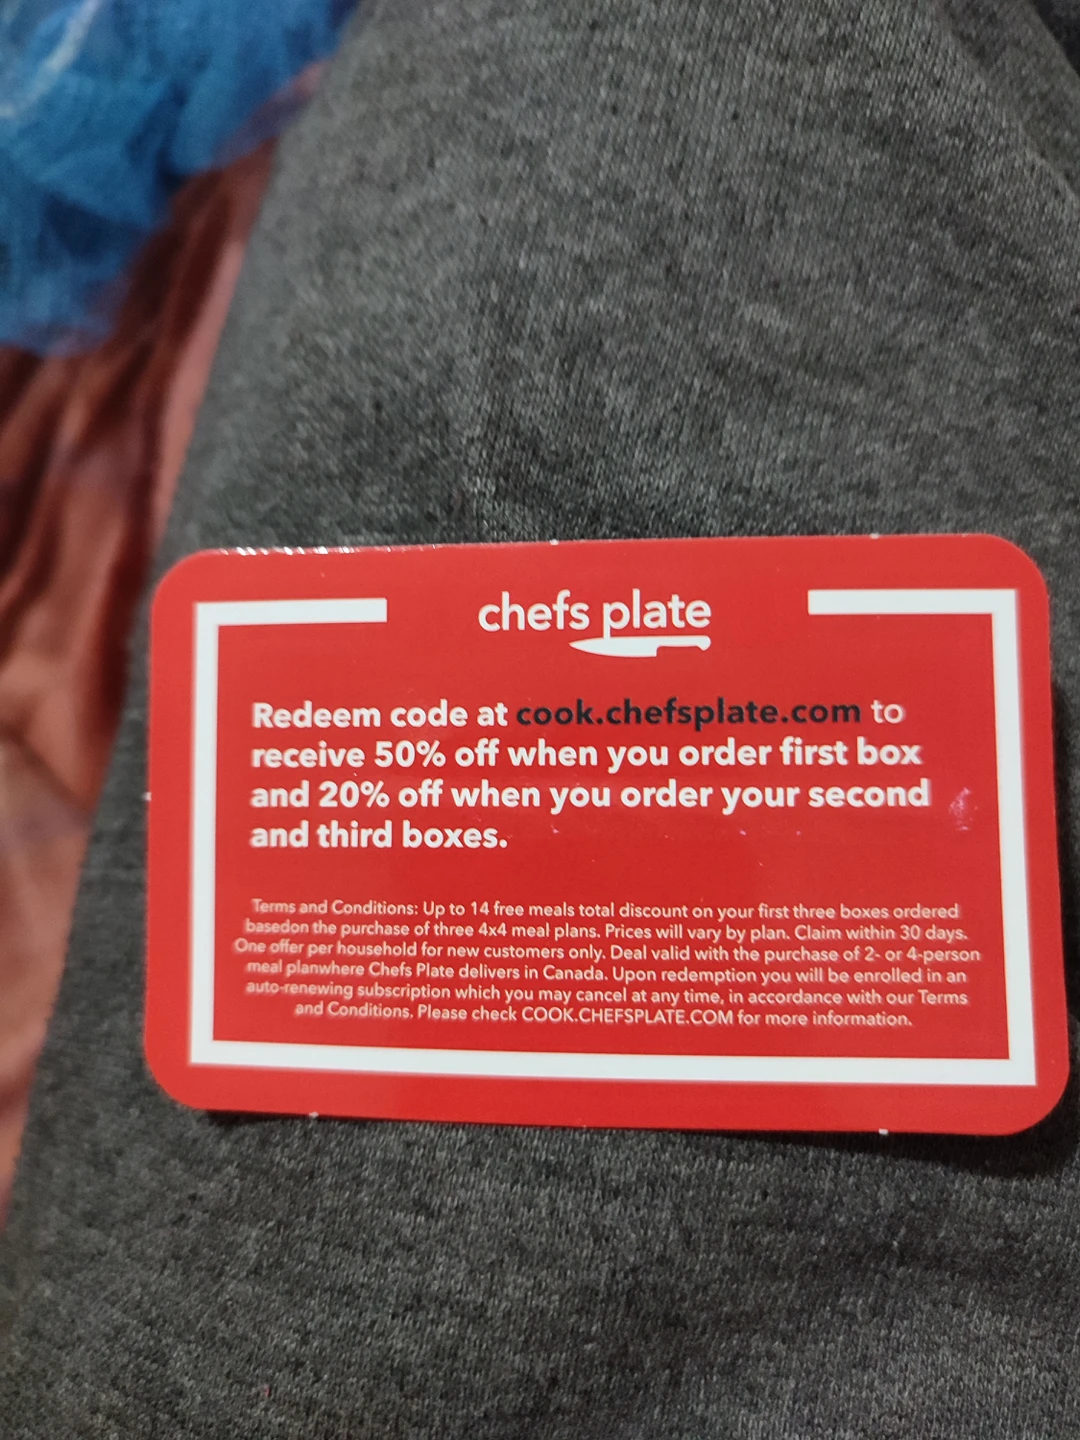 chefs plate
Redeem code at cook.chefsplate.com to
receive 50% off when you order first box
and 20% off when you order your second
and third boxes.
Terms and Conditions: Up to 14 free meals total discount on your first three boxes ordered
basedon the purchase of three 4x4 meal plans. Prices will vary by plan. Claim within 30 days.
One offer per household for new customers only. Deal valid with the purchase of 2- or 4-person
meal planwhere Chefs Plate delivers in Canada. Upon redemption you will be enrolled in an
auto-renewing subscription which you may cancel at any time, in accordance with our Terms
and Conditions. Please check COOK.CHEFSPLATE.COM for more information.